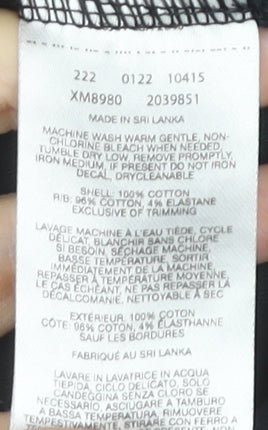 222 0122 10415
XM8980 2039851
MADE IN SRI LANKA
MACHINE WASH WARM GENTLE, NON-
CHLORINE BLEACH WHEN NEEDED,
TUMBLE DRY LOW, REMOVE PROMPTLY,
IRON MEDIUM, IF PRESENT DO NOT IRON
DECAL, DRYCLEANABLE
SHELL: 100% COTTON
RIB: 96% COTTON, 4% ELASTANE
EXCLUSIVE OF TRIMMING
LAVAGE MACHINE À L'EAU TIÈDE, CYCLE
DÉLICAT, BLANCHIR SANS CHLORE
SI BESOIN, SÉCHAGE MACHINE,
BASSE TEMPÉRATURE, SORTIR
IMMÉDIATEMENT DE LA MACHINE,
REPASSER À TEMPÉRATURE MOYENNE,
LE CAS ÉCHÉANT, NE PAS REPASSER LA
DÉCALCOMANIE, NETTOYABLE À SEC
EXTÉRIEUR: 100% COTON
CÔTE: 96% COTON, 4% ÉLASTHANNE
SAUF LES BORDURES
FABRIQUÉ AU SRI LANKA
LAVARE IN LAVATRICE IN ACQUA
TIEPIDA, CICLO DELICATO, SOLO
CANDEGGINA SENZA CLORO SE
NECESSARIO, ASCIUGARE A TAMBURO
A BASSA TEMPERATURA, RIMUOVERE
TEMPESTIVAMENTE, STIRARE CON FERRO A